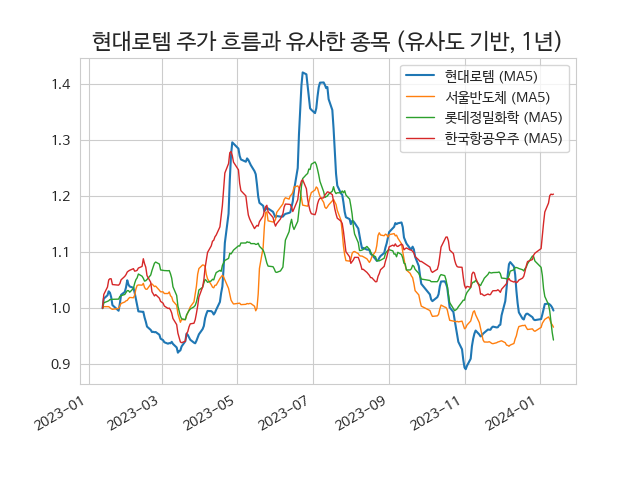 현대로템 주가 흐름과 유사한 종목 (유사도 기반, 1년)
현대로템 (MA5)
서울반도체 (MA5)
롯데정밀화학 (MA5)
한국항공우주 (MA5)
1.4
1.3
1.2
1.1
1.0
0.9
2023-01
2023-03
2023-05
2023-07
2023-09
2023-11
2024-01